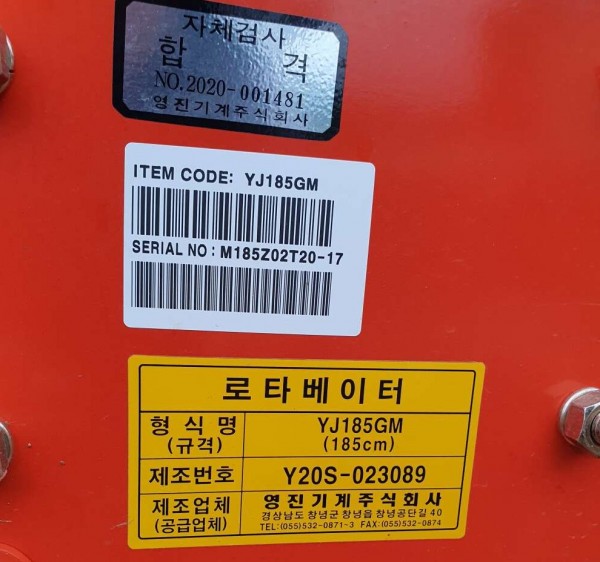 자체검사
합 격
NO.2020-001481
영진기계주식회사
ITEM CODE: YJ185GM
SERIAL NO : M185Z02T20-17
로타베이터
형 식 명 YJ185GM
(규격) (185cm)
제조번호 Y20S-023089
제조업체 영진기계주식회사
(공급업체) 경상남도 창녕군 창녕읍 창녕공단길 40
TEL:(055)532-0871~3 FAX:(055)532-0874